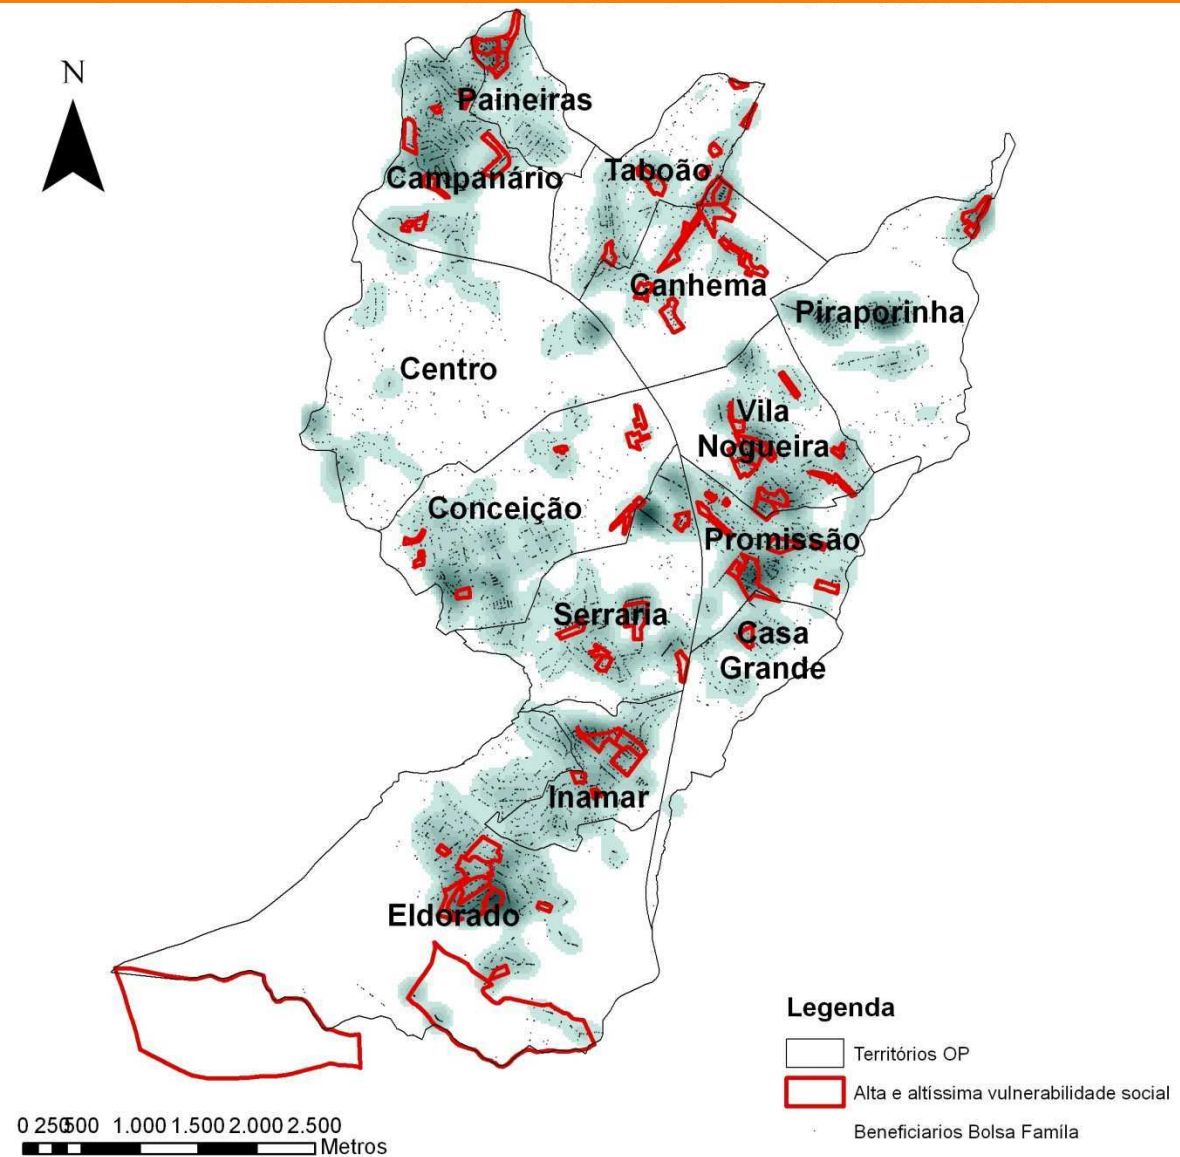 N
Paineiras
Campanário
Taboão
Canhema
Piraporinha
Centro
Vila
Nogueira
Conceição
Promissão
Serraria
Casa
Grande
Inamar
Eldorado
Legenda
Territórios OP
Alta e altíssima vulnerabilidade social
Beneficiarios Bolsa Famila
0 250500 1.000 1.500 2.000 2.500
Metros